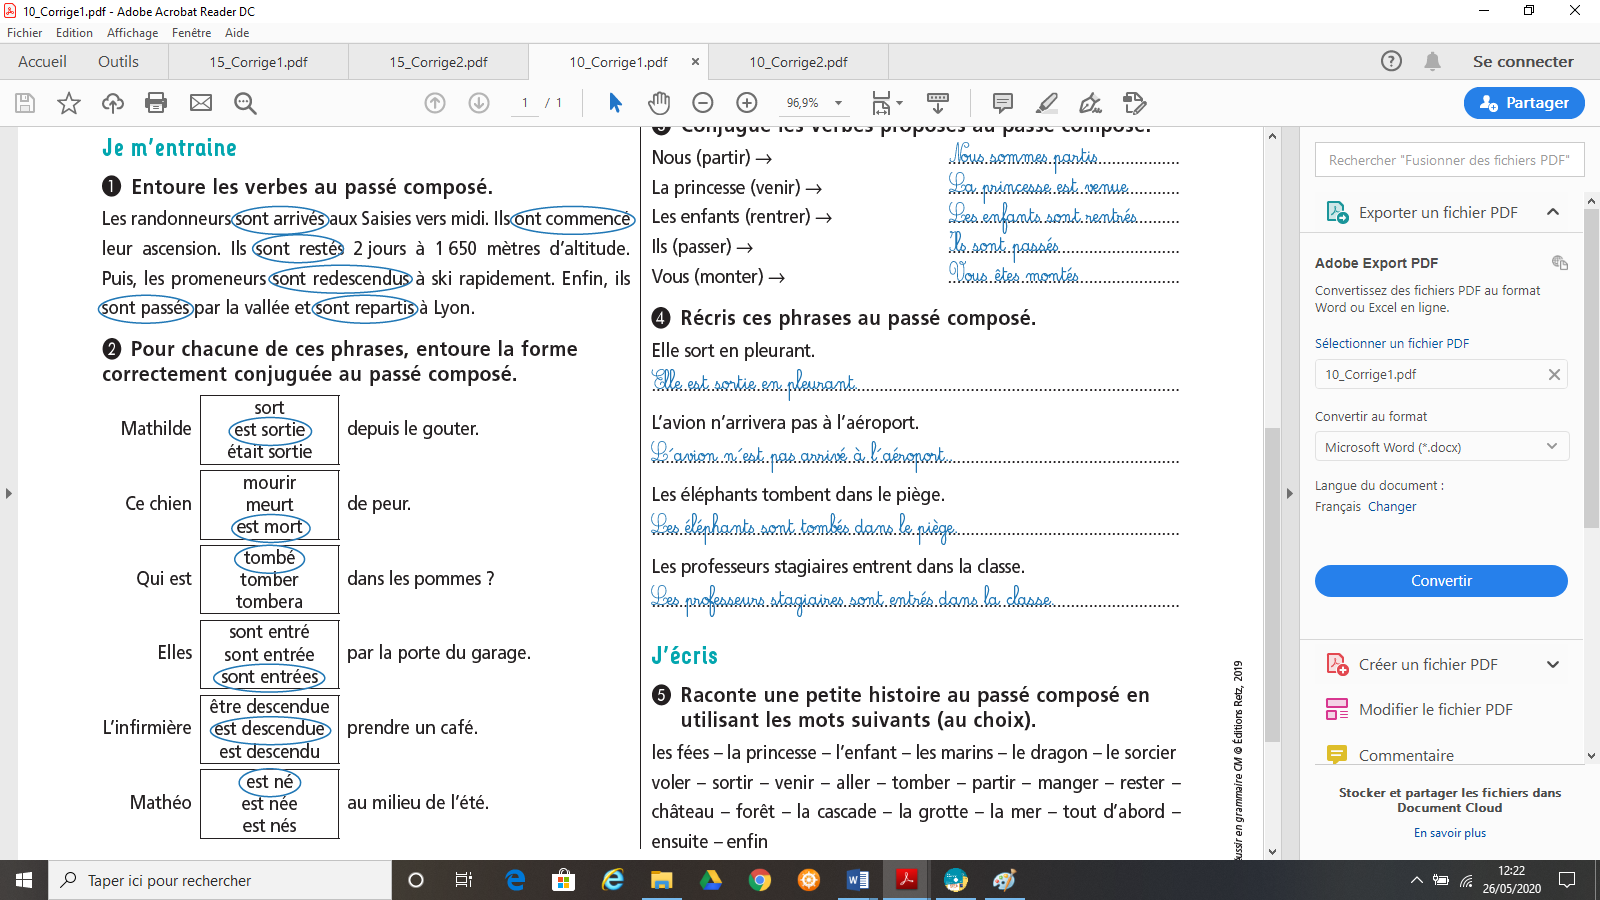 10_Corrige1.pdf - Adobe Acrobat Reader DC
Fichier Edition Affichage Fenêtre Aide
Accueil Outils 15_Corrige1.pdf 15_Corrige2.pdf 10_Corrige1.pdf × 10_Corrige2.pdf Se connecter
1 / 1 96,9% Partager
Je m'entraine
❶ Entoure les verbes au passé composé.
Les randonneurs sont arrivés aux Saisies vers midi. Ils ont commencé
leur ascension. Ils sont restés 2 jours à 1 650 mètres d'altitude.
Puis, les promeneurs sont redescendus à ski rapidement. Enfin, ils
sont passés par la vallée et sont repartis à Lyon.
❷ Pour chacune de ces phrases, entoure la forme
correctement conjuguée au passé composé.
sort
Mathilde est sortie depuis le gouter.
était sortie
mourir
Ce chien meurt de peur.
est mort
tombé
Qui est tomber dans les pommes ?
tombera
sont entré
Elles sont entrée par la porte du garage.
sont entrées
être descendue
L'infirmière est descendue prendre un café.
est descendu
est né
Mathéo est née au milieu de l'été.
est nés
❸ Conjugue les verbes proposés au passé composé.
Nous (partir) → Nous sommes partis
La princesse (venir) → La princesse est venue
Les enfants (rentrer) → Les enfants sont rentrés
Ils (passer) → Ils sont passés
Vous (monter) → Vous êtes montés
❹ Récris ces phrases au passé composé.
Elle sort en pleurant.
Elle est sortie en pleurant.
L'avion n'arrivera pas à l'aéroport.
L'avion n'est pas arrivé à l'aéroport.
Les éléphants tombent dans le piège.
Les éléphants sont tombés dans le piège.
Les professeurs stagiaires entrent dans la classe.
Les professeurs stagiaires sont entrés dans la classe.
J'écris
❺ Raconte une petite histoire au passé composé en
utilisant les mots suivants (au choix).
les fées – la princesse – l'enfant – les marins – le dragon – le sorcier
voler – sortir – venir – aller – tomber – partir – manger – rester –
château – forêt – la cascade – la grotte – la mer – tout d'abord –
ensuite – enfin
en grammaire CM © Éditions Retz, 2019
Rechercher "Fusionner des fichiers PDF"
Exporter un fichier PDF
Adobe Export PDF
Convertissez des fichiers PDF au format
Word ou Excel en ligne.
Sélectionner un fichier PDF
10_Corrige1.pdf
Convertir au format
Microsoft Word (*.docx)
Langue du document :
Français Changer
Convertir
Créer un fichier PDF
Modifier le fichier PDF
Commentaire
Stocker et partager les fichiers dans
Document Cloud
En savoir plus
Taper ici pour rechercher
12:22
26/05/2020